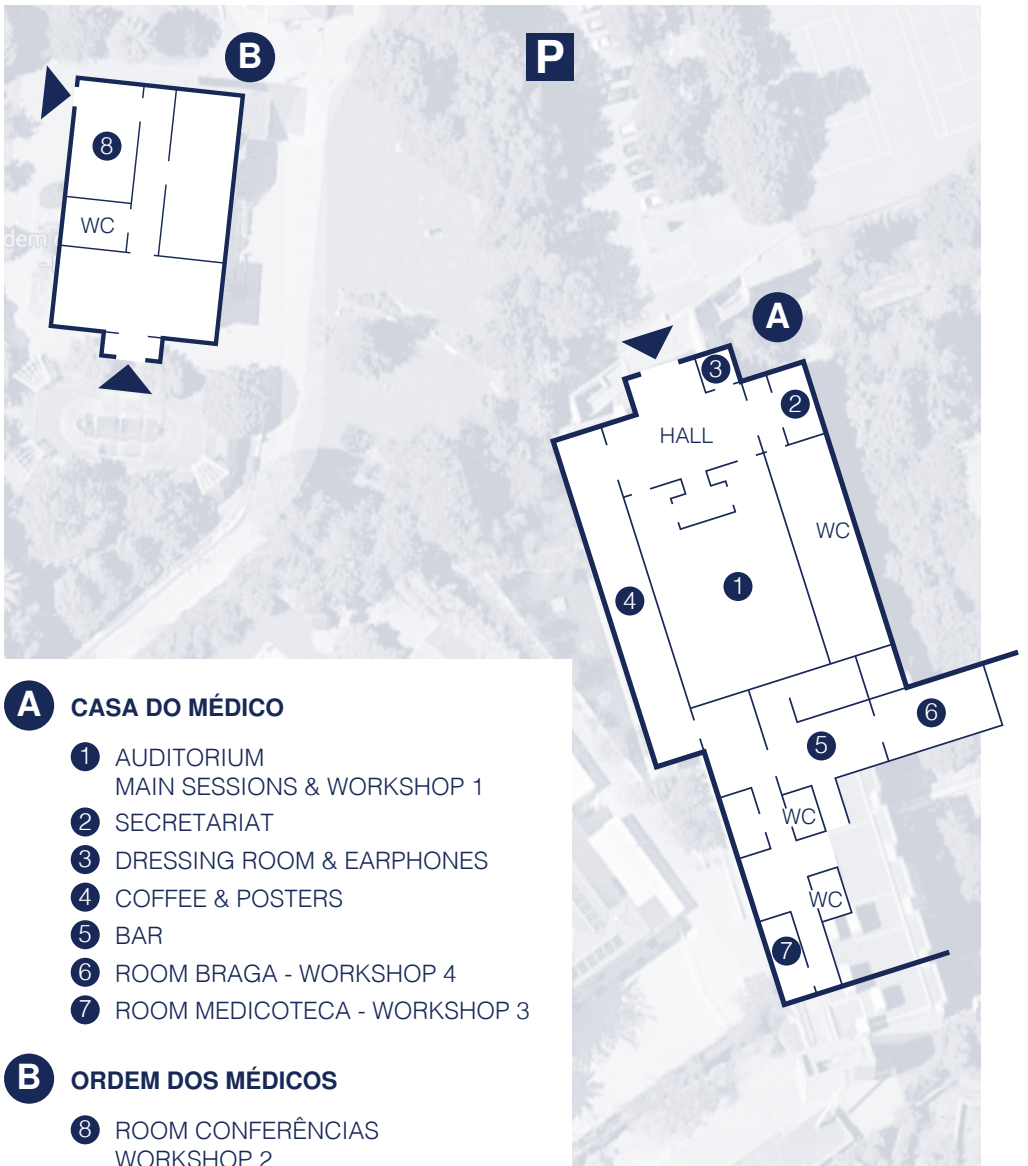 B
P
8
WC
dem
A
3
2
HALL
WC
1
4
6
5
WC
WC
7
A CASA DO MÉDICO
1 AUDITORIUM
MAIN SESSIONS & WORKSHOP 1
2 SECRETARIAT
3 DRESSING ROOM & EARPHONES
4 COFFEE & POSTERS
5 BAR
6 ROOM BRAGA - WORKSHOP 4
7 ROOM MEDICOTECA - WORKSHOP 3
B ORDEM DOS MÉDICOS
8 ROOM CONFERÊNCIAS
WORKSHOP 2